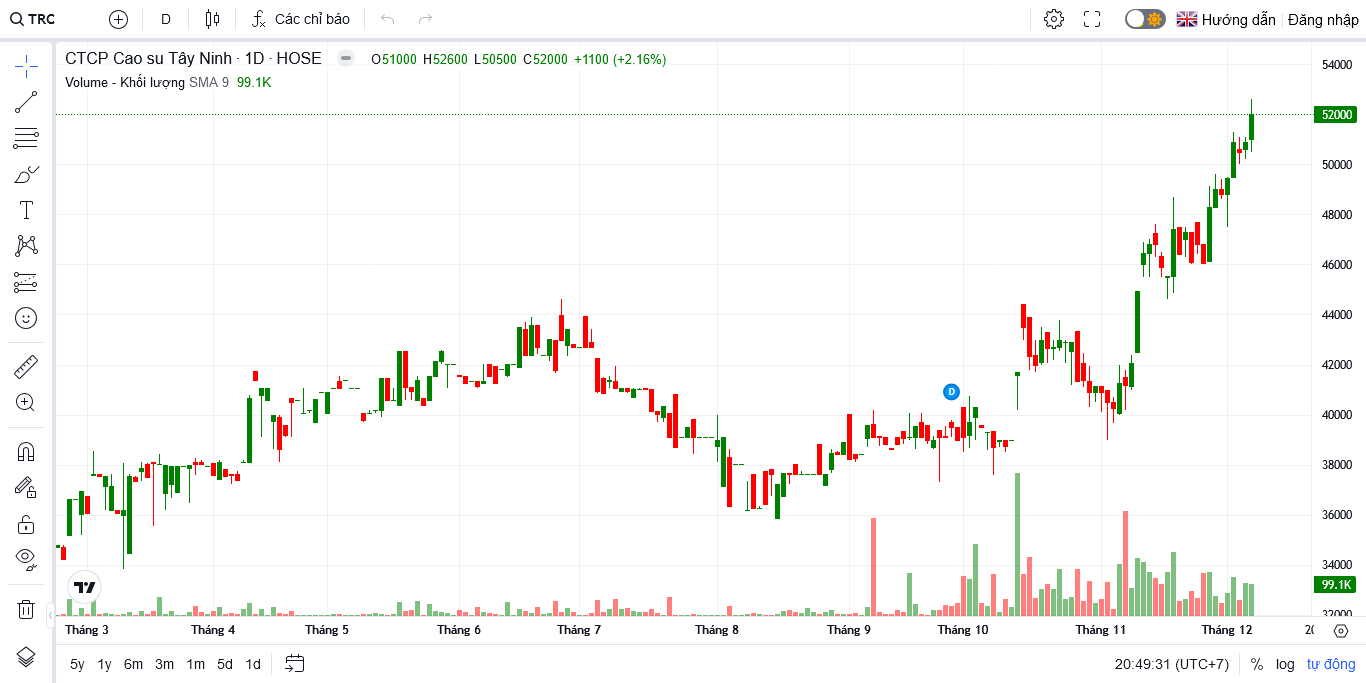 TRC
D
Các chỉ báo
Hướng dẫn
Đăng nhập
CTCP Cao su Tây Ninh · 1D · HOSE
O51000 H52600 L50500 C52000 +1100 (+2.16%)
Volume - Khối lượng SMA 9 99.1K
54000
52000
50000
48000
46000
44000
42000
40000
D
38000
36000
34000
99.1K
32000
Tháng 3 Tháng 4 Tháng 5 Tháng 6 Tháng 7 Tháng 8 Tháng 9 Tháng 10 Tháng 11 Tháng 12
5y 1y 6m 3m 1m 5d 1d
20:49:31 (UTC+7)
% log tự động